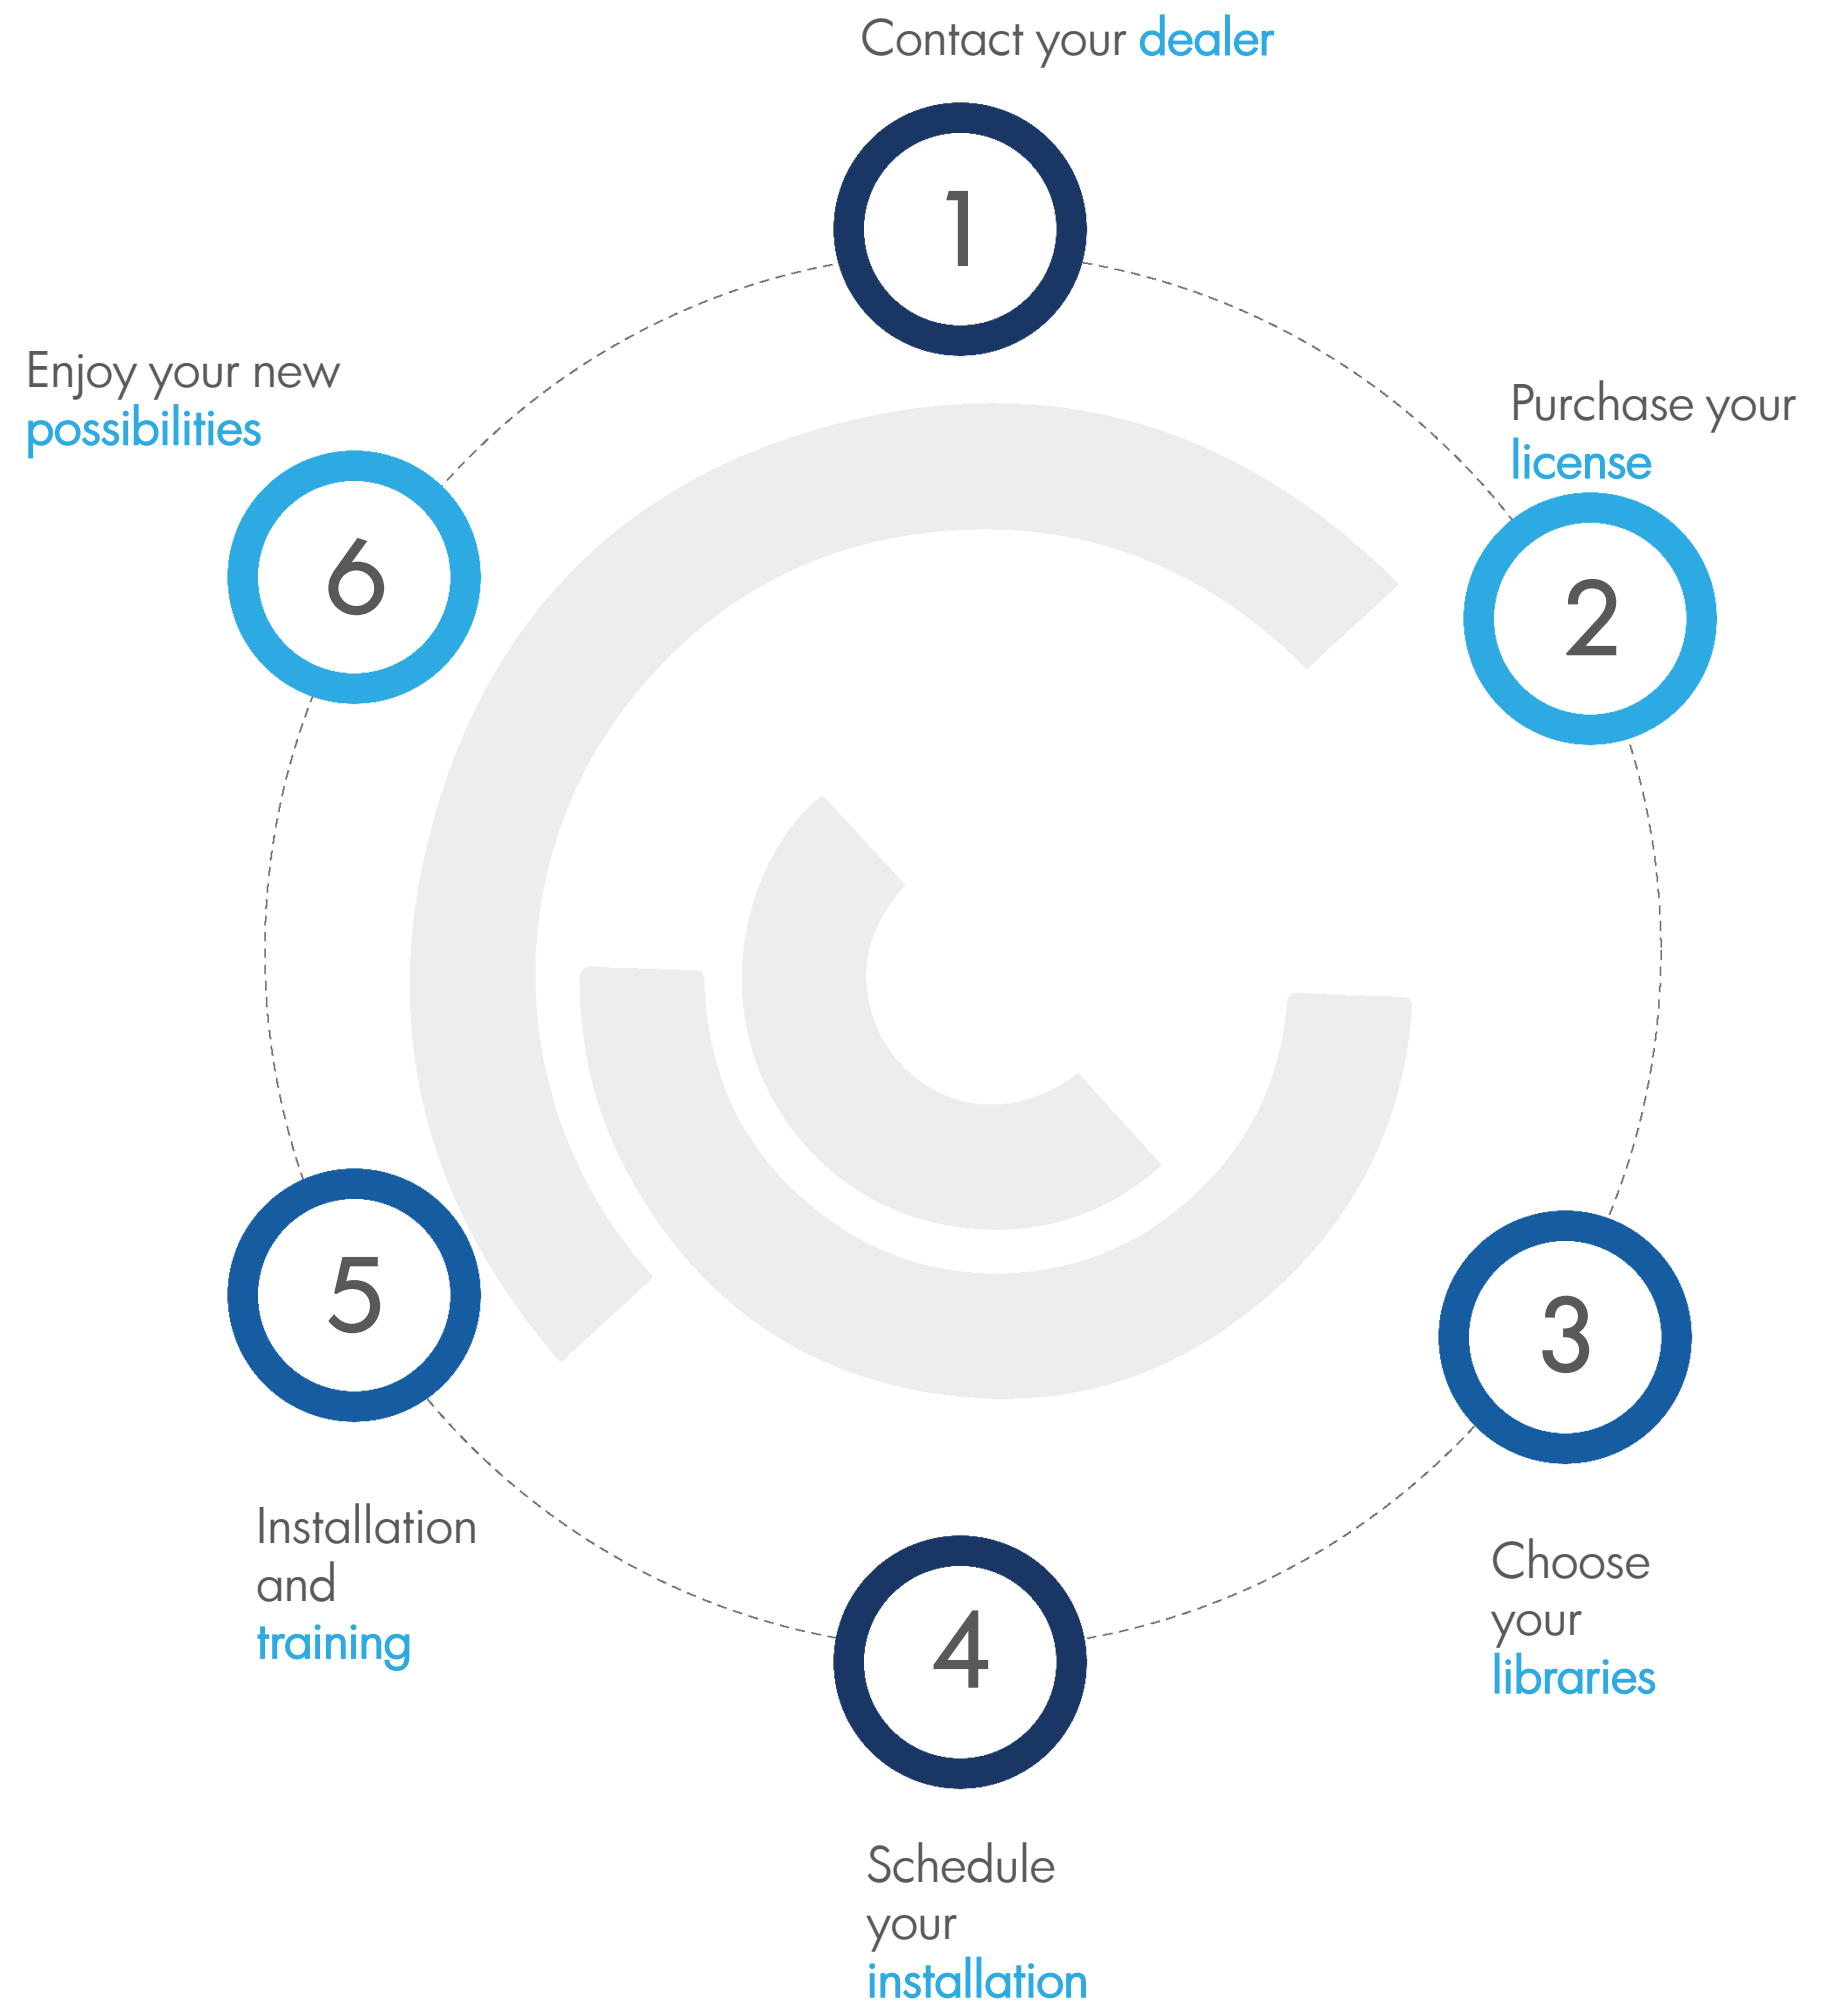 Contact your dealer
1
Purchase your
license
2
3
Choose
your
libraries
4
Schedule
your
installation
5
Installation
and
training
Enjoy your new
possibilities
6